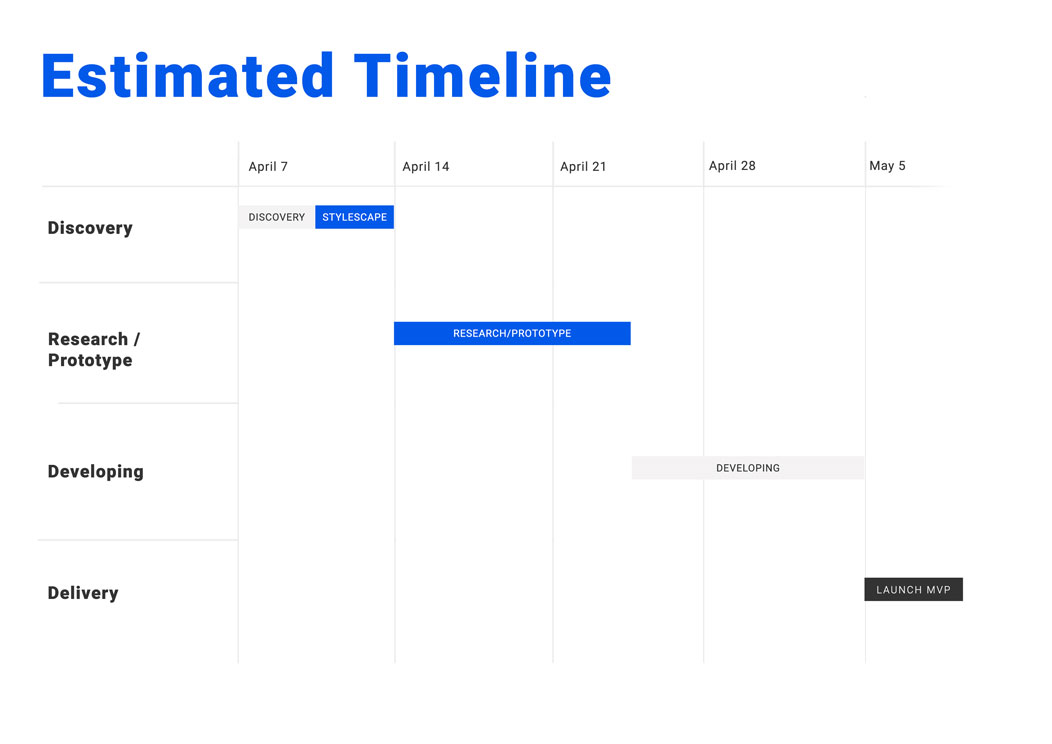 Estimated Timeline
April 7
April 14
April 21
April 28
May 5
Discovery
DISCOVERY
STYLESCAPE
Research /
Prototype
RESEARCH/PROTOTYPE
Developing
DEVELOPING
Delivery
LAUNCH MVP